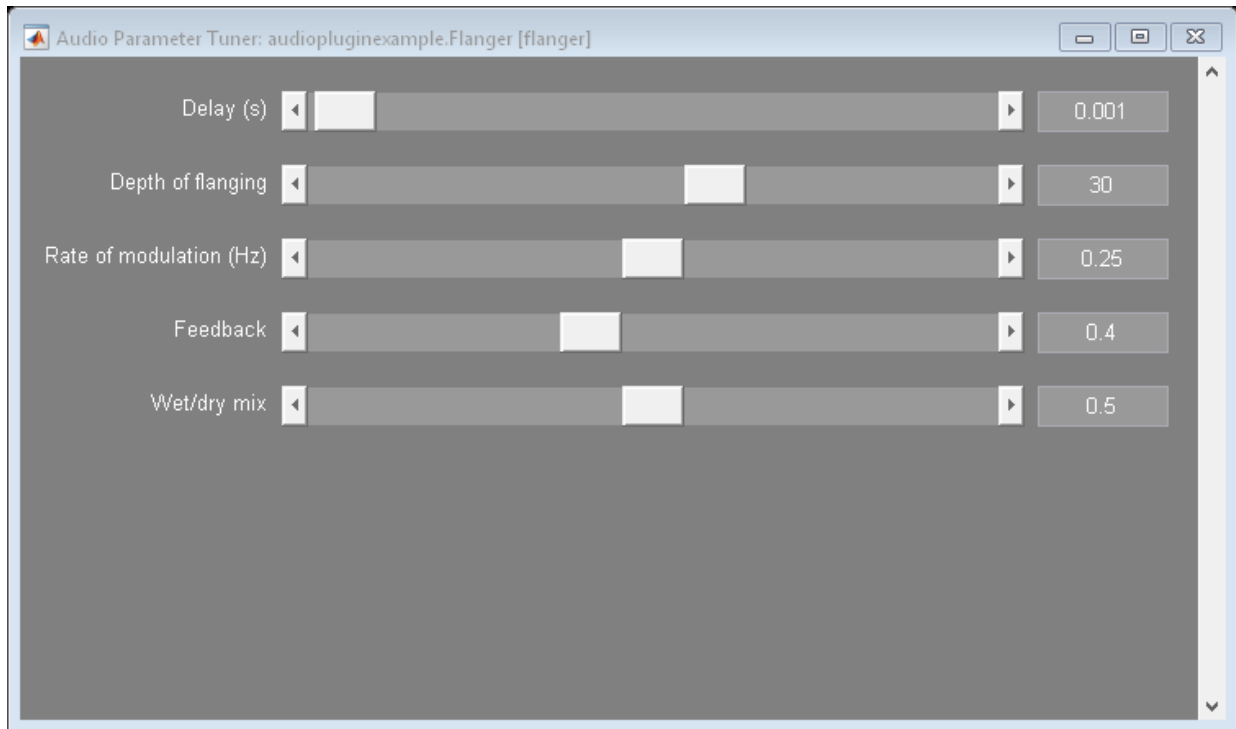 Audio Parameter Tuner: audiopluginexample.Flanger [flanger]
Delay (s) 0.001
Depth of flanging 30
Rate of modulation (Hz) 0.25
Feedback 0.4
Wet/dry mix 0.5